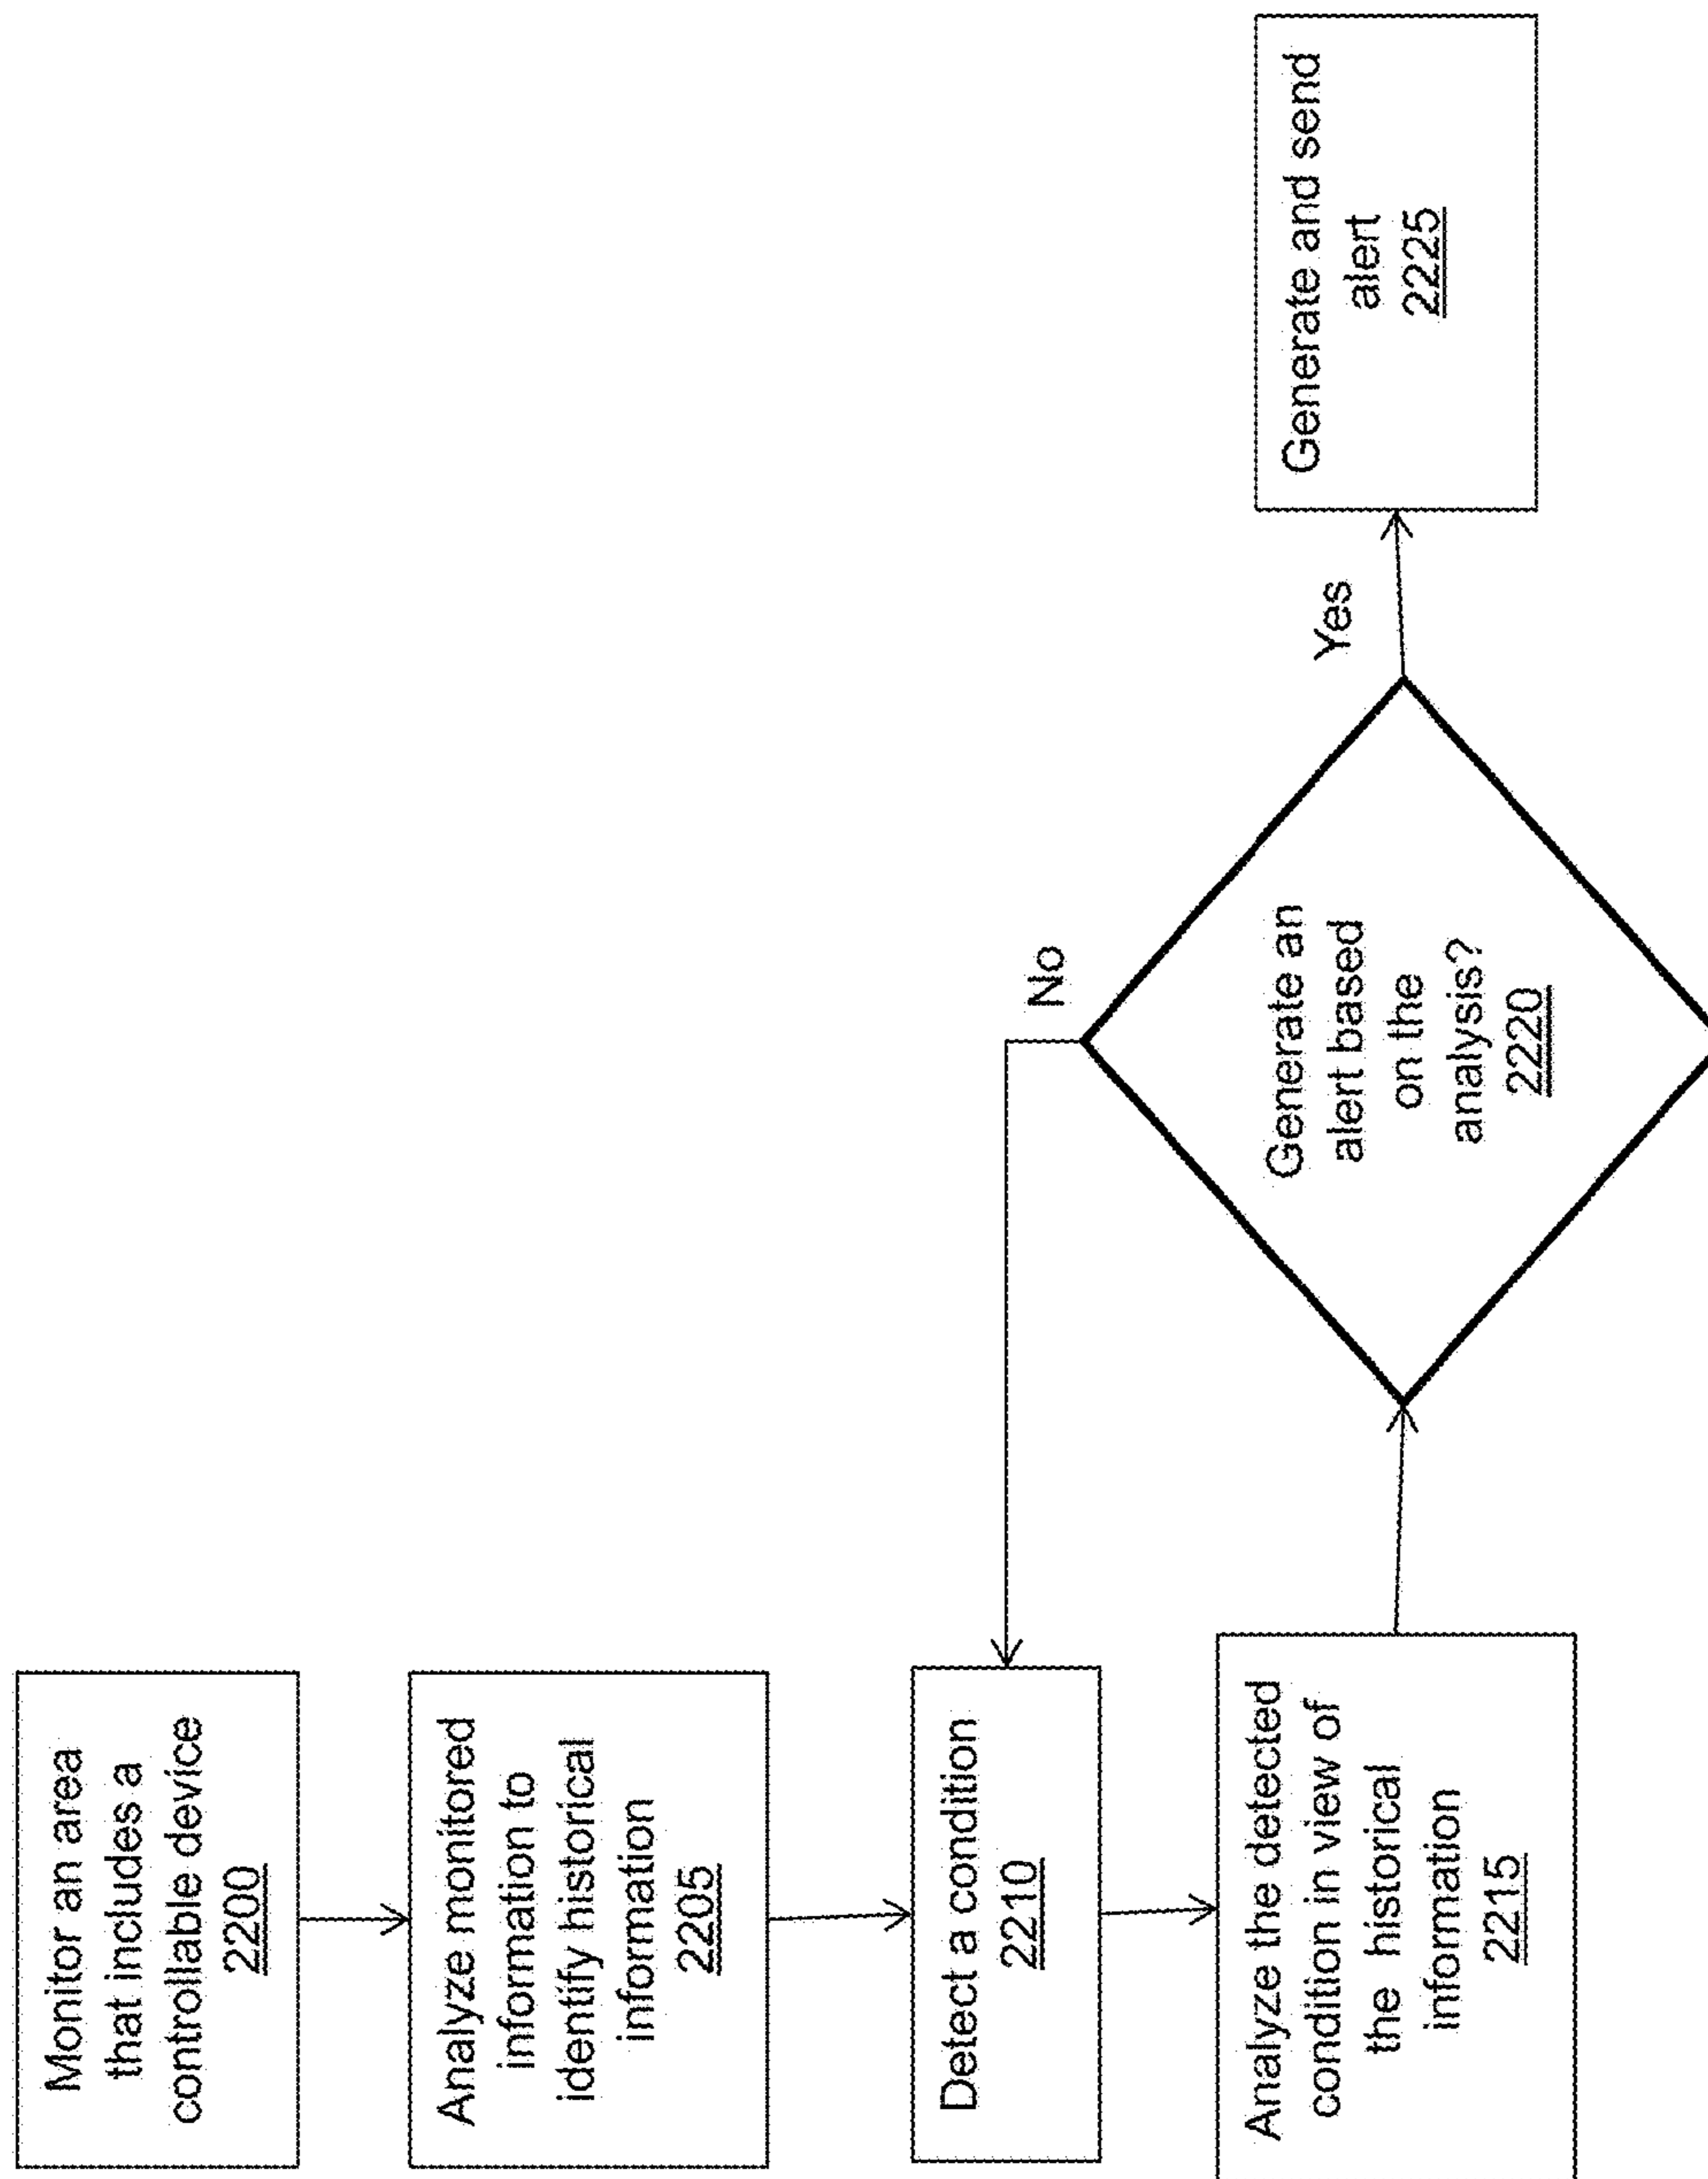 Monitor an area
that includes a
controllable device
2200
Analyze monitored
information to
identify historical
information
2205
Detect a condition
2210
Analyze the detected
condition in view of
the historical
information
2215
Generate an
alert based
on the
analysis?
2220
No
Yes
Generate and send
alert
2225